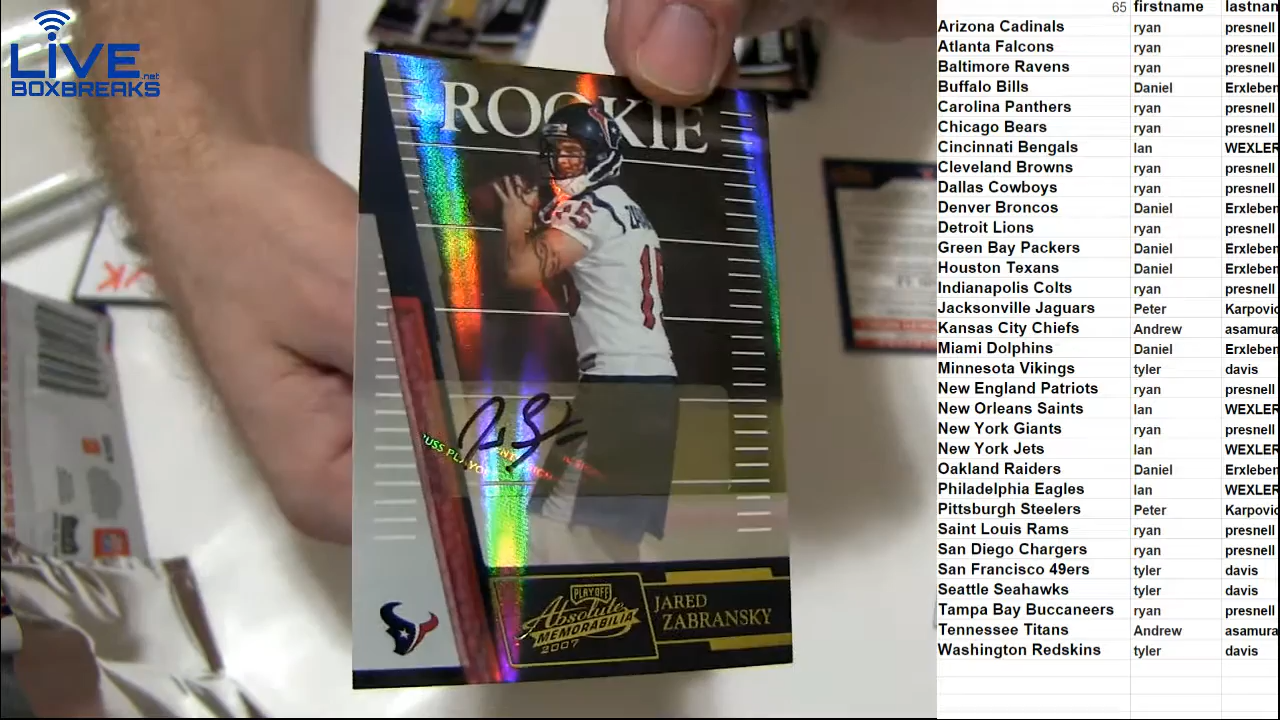 LIVE.net
BOXBREAKS
ROOKIE
15
PLAYOFF
Absolute
MEMORABILIA
2007
JARED
ZABRANSKY
65 firstname lastnam
Arizona Cadinals ryan presnell
Atlanta Falcons ryan presnell
Baltimore Ravens ryan presnell
Buffalo Bills Daniel Erxleben
Carolina Panthers ryan presnell
Chicago Bears ryan presnell
Cincinnati Bengals Ian WEXLER
Cleveland Browns ryan presnell
Dallas Cowboys ryan presnell
Denver Broncos Daniel Erxleben
Detroit Lions ryan presnell
Green Bay Packers Daniel Erxleben
Houston Texans Daniel Erxleben
Indianapolis Colts ryan presnell
Jacksonville Jaguars Peter Karpovic
Kansas City Chiefs Andrew asamura
Miami Dolphins Daniel Erxleben
Minnesota Vikings tyler davis
New England Patriots ryan presnell
New Orleans Saints Ian WEXLER
New York Giants ryan presnell
New York Jets Ian WEXLER
Oakland Raiders Daniel Erxleben
Philadelphia Eagles Ian WEXLER
Pittsburgh Steelers Peter Karpovic
Saint Louis Rams ryan presnell
San Diego Chargers ryan presnell
San Francisco 49ers tyler davis
Seattle Seahawks tyler davis
Tampa Bay Buccaneers ryan presnell
Tennessee Titans Andrew asamura
Washington Redskins tyler davis